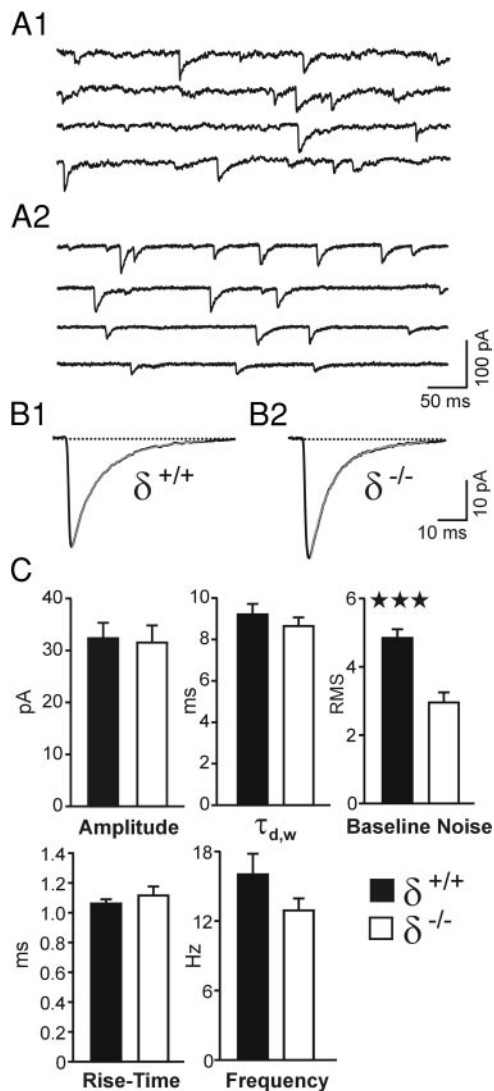 A1
A2
100 pA
50 ms
B1
B2
δ +/+
δ -/-
10 pA
10 ms
C
40
30
20
10
0
pA
Amplitude
10
8
6
4
2
0
ms
τd,w
6
4
2
0
RMS
★★★
Baseline Noise
1.4
1.2
1.0
0.8
0.6
0.4
0.2
0
ms
Rise-Time
18
12
6
0
Hz
Frequency
δ +/+
δ -/-